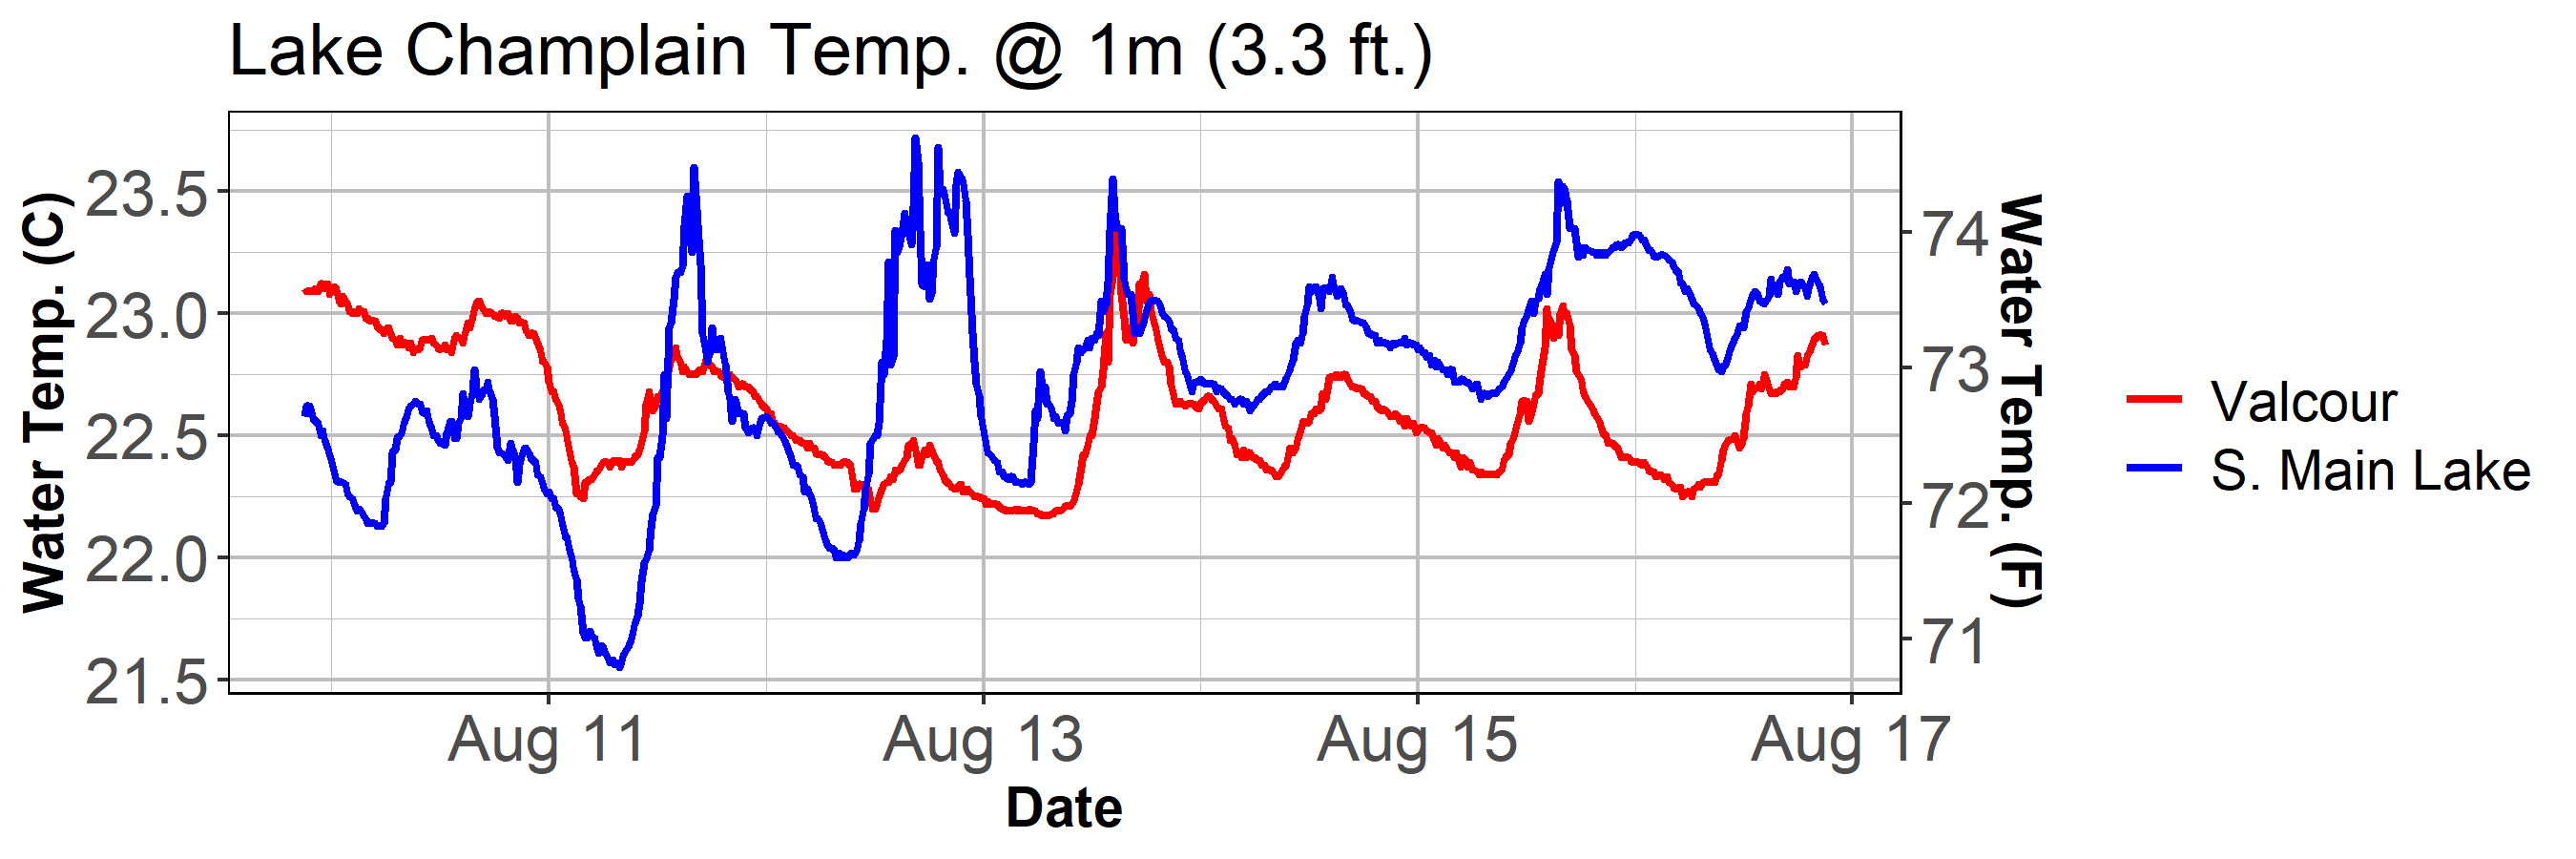 Lake Champlain Temp. @ 1m (3.3 ft.)
Water Temp. (C)
23.5
23.0
22.5
22.0
21.5
74
73
72
71
Water Temp. (F)
Aug 11
Aug 13
Aug 15
Aug 17
Date
Valcour
S. Main Lake